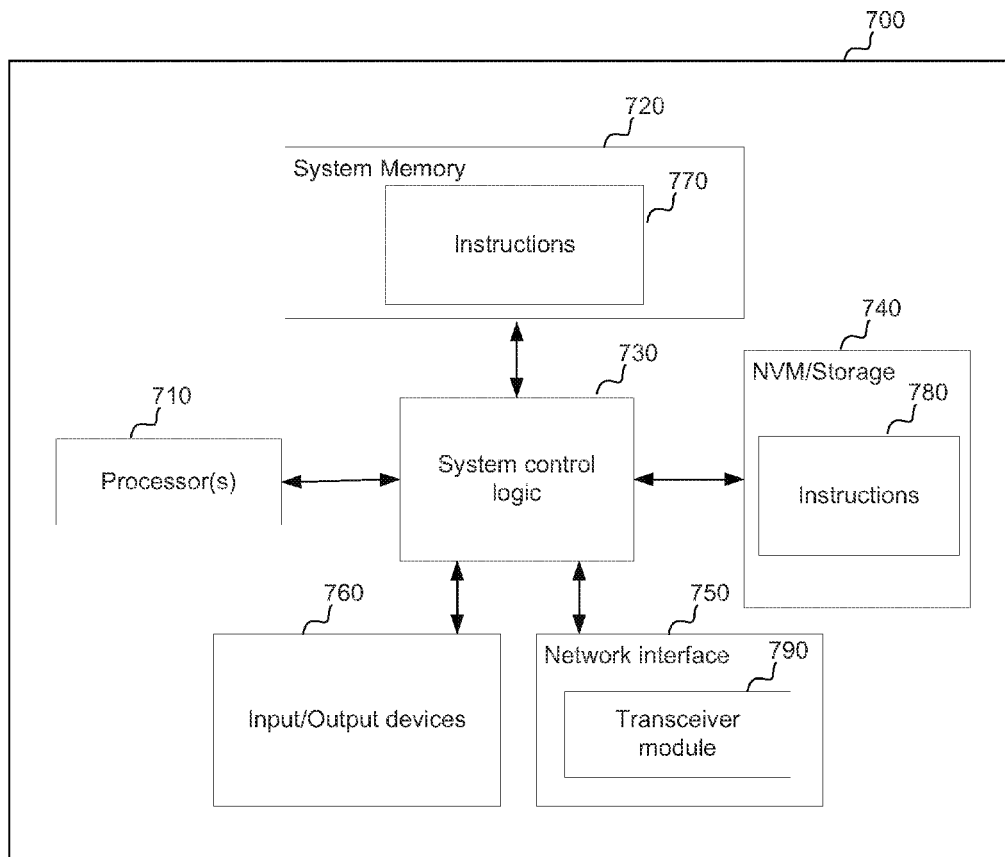 700
720
System Memory
770
Instructions
740
730
NVM/Storage
710
780
Processor(s)
System control
logic
Instructions
760
750
Network interface
790
Input/Output devices
Transceiver
module